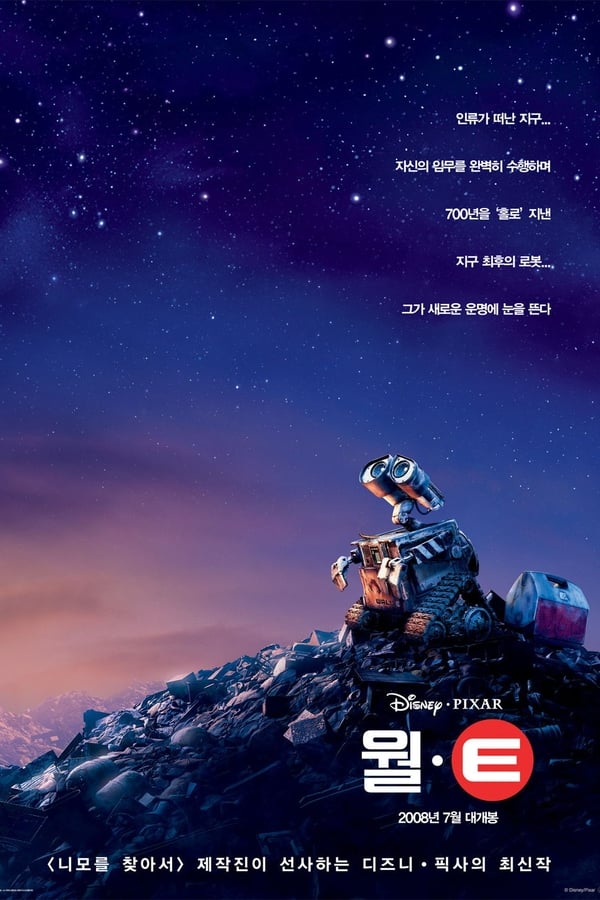 인류가 떠난 지구...
자신의 임무를 완벽히 수행하며
700년을 '홀로' 지낸
지구 최후의 로봇...
그가 새로운 운명에 눈을 뜬다
WALL
DISNEY · PIXAR
월·E
2008년 7월 대개봉
<니모를 찾아서> 제작진이 선사하는 디즈니·픽사의 최신작
© Disney/Pixar